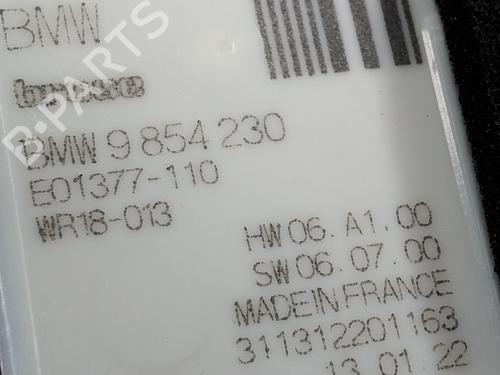 BMW
B-PARTS
BMW 9 854 230
E01377-110
WR18-013
HW 06. A1. 00
SW 06. 07. 00
MADE IN FRANCE
311312201163
13.01.22